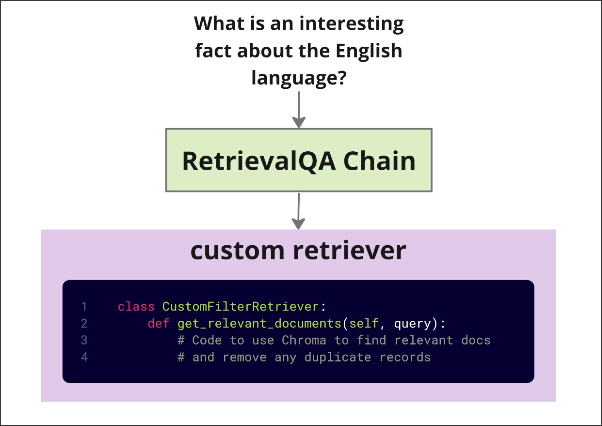 What is an interesting
fact about the English
language?
RetrievalQA Chain
custom retriever
1 class CustomFilterRetriever:
2 def get_relevant_documents(self, query):
3 # Code to use Chroma to find relevant docs
4 # and remove any duplicate records